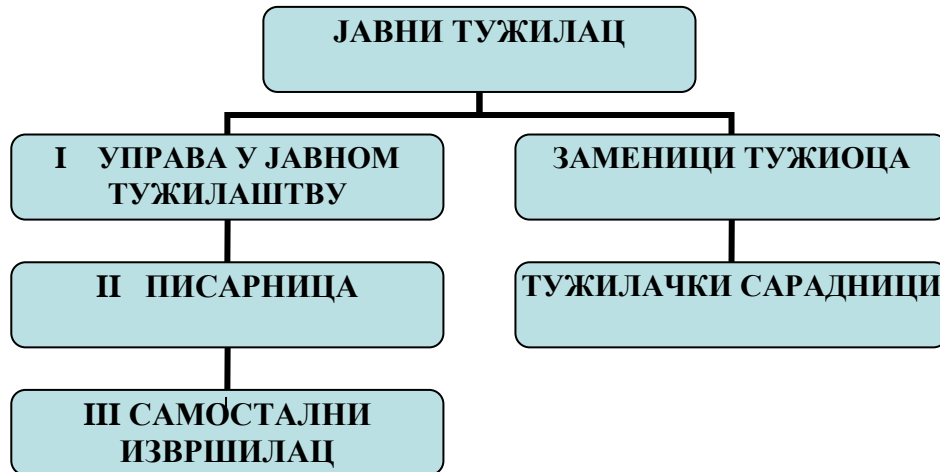 ЈАВНИ ТУЖИЛАЦ
I УПРАВА У ЈАВНОМ
ТУЖИЛАШТВУ
ЗАМЕНИЦИ ТУЖИОЦА
II ПИСАРНИЦА
ТУЖИЛАЧКИ САРАДНИЦИ
III САМОСТАЛНИ
ИЗВРШИЛАЦ